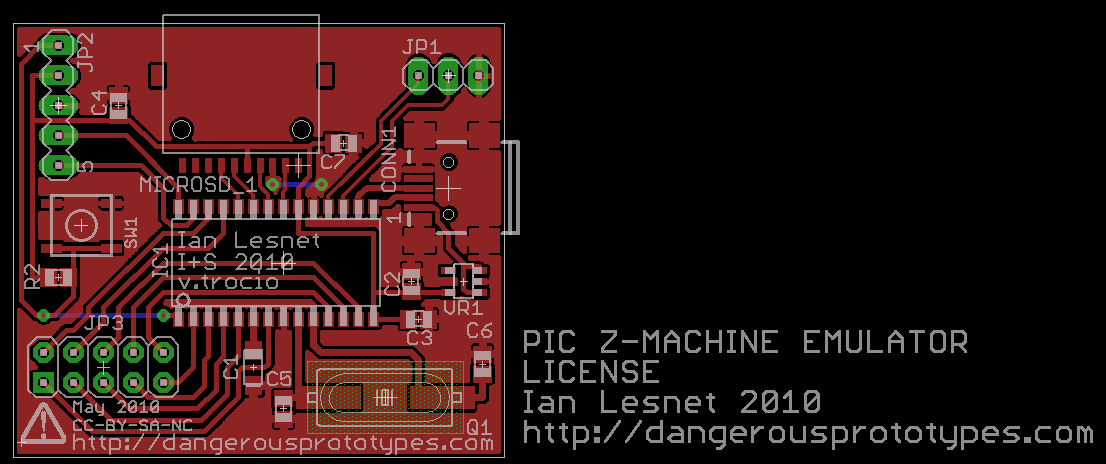 1
JP2
JP1
C4
5
C7
CONN1
MICROSD_1
1
SW1
Ian Lesnet
I+S 2010
v.trocio
IC1
R2
C2
VR1
JP3
C3
C6
C1
C5
Q1
May 2010
CC-BY-SA-NC
http://dangerousprototypes.com
PIC Z-MACHINE EMULATOR
LICENSE
Ian Lesnet 2010
http://dangerousprototypes.com